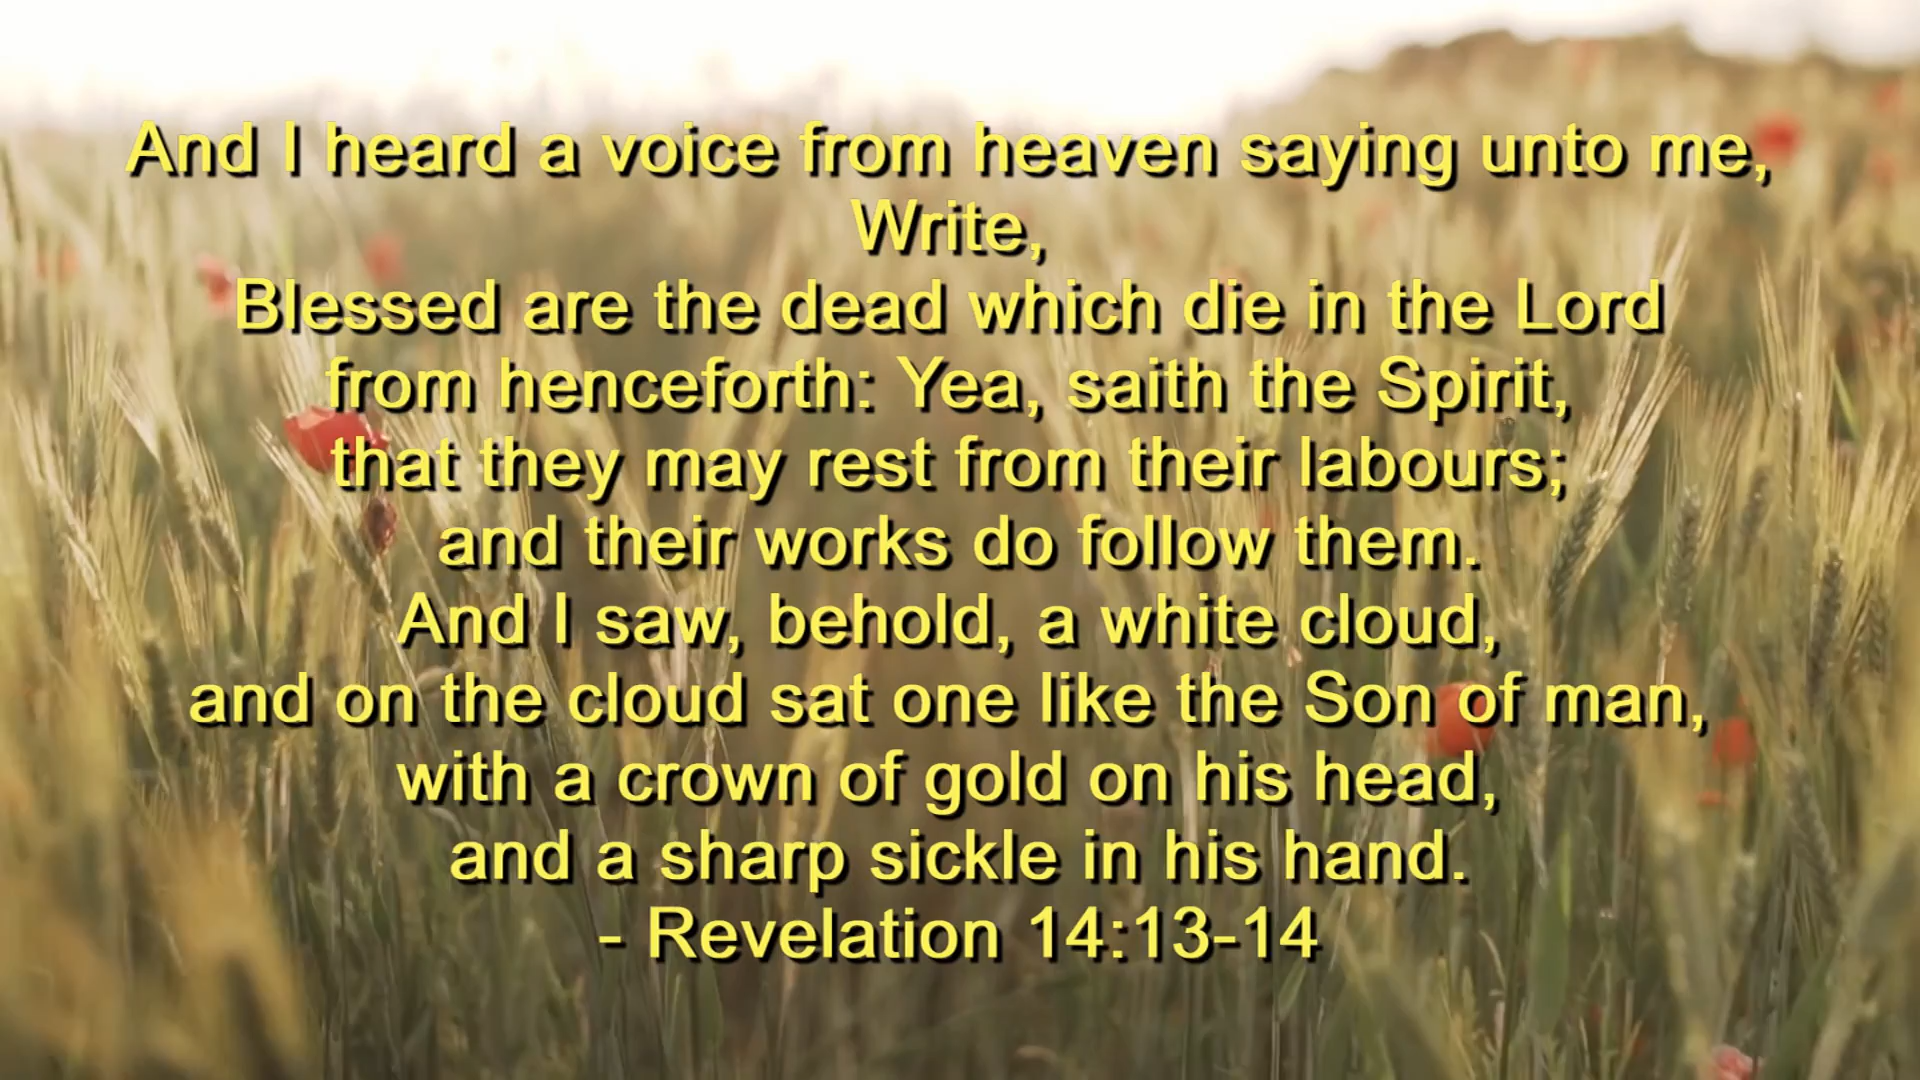 And I heard a voice from heaven saying unto me,
Write,
Blessed are the dead which die in the Lord
from henceforth: Yea, saith the Spirit,
that they may rest from their labours;
and their works do follow them.
And I saw, behold, a white cloud,
and on the cloud sat one like the Son of man,
with a crown of gold on his head,
and a sharp sickle in his hand.
- Revelation 14:13-14